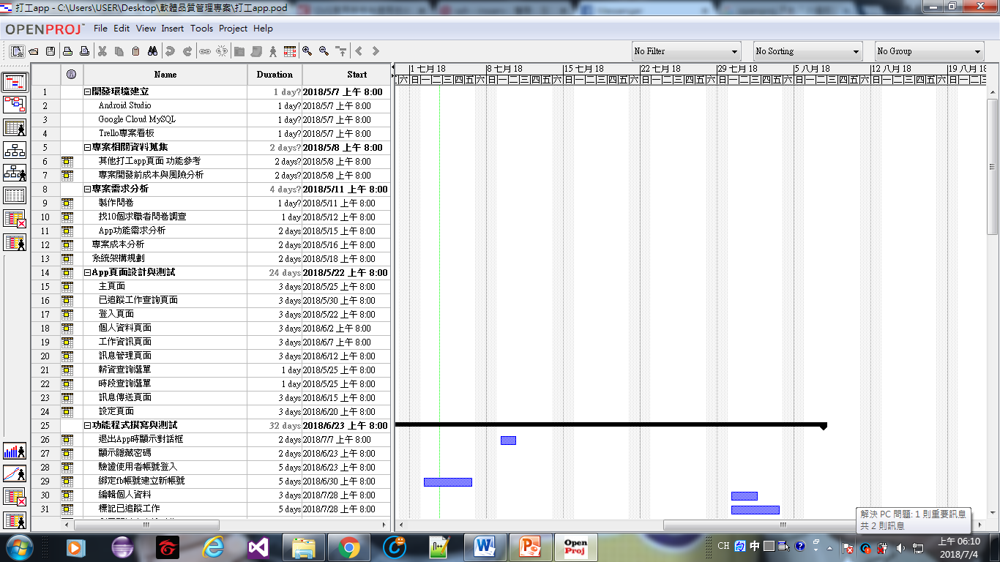 打工app - C:\Users\USER\Desktop\軟體品質管理專案\打工app.pod
OPENPROJ™ File Edit View Insert Tools Project Help
No Filter No Sorting No Group
Name Duration Start
1 七月 18 8 七月 18 15 七月 18 22 七月 18 29 七月 18 5 八月 18 12 八月 18 19 八月 18
六 日 一 二 三 四 五 六 日 一 二 三 四 五 六 日 一 二 三 四 五 六 日 一 二 三 四 五 六 日 一 二 三 四 五 六 日 一 二 三 四 五 六 日 一 二 三 四 五 六 日 一 二 三
1 開發環境建立 1 day? 2018/5/7 上午 8:00
2 Android Studio 1 day? 2018/5/7 上午 8:00
3 Google Cloud MySQL 1 day? 2018/5/7 上午 8:00
4 Trello專案看板 1 day? 2018/5/7 上午 8:00
5 專案相關資料蒐集 2 days? 2018/5/8 上午 8:00
6 其他打工app頁面 功能參考 2 days? 2018/5/8 上午 8:00
7 專案開發前成本與風險分析 2 days? 2018/5/8 上午 8:00
8 專案需求分析 4 days? 2018/5/11 上午 8:00
9 製作問卷 1 day? 2018/5/11 上午 8:00
10 找10個求職者問卷調查 1 day 2018/5/12 上午 8:00
11 App功能需求分析 2 days 2018/5/15 上午 8:00
12 專案成本分析 2 days 2018/5/16 上午 8:00
13 系統架構規劃 2 days 2018/5/18 上午 8:00
14 App頁面設計與測試 24 days 2018/5/22 上午 8:00
15 主頁面 3 days 2018/5/25 上午 8:00
16 已追蹤工作查詢頁面 3 days 2018/5/30 上午 8:00
17 登入頁面 3 days 2018/5/22 上午 8:00
18 個人資料頁面 3 days 2018/6/2 上午 8:00
19 工作資訊頁面 3 days 2018/6/7 上午 8:00
20 訊息管理頁面 3 days 2018/6/12 上午 8:00
21 薪資查詢選單 1 day 2018/5/25 上午 8:00
22 時段查詢選單 1 day 2018/5/25 上午 8:00
23 訊息傳送頁面 3 days 2018/6/15 上午 8:00
24 設定頁面 3 days 2018/6/20 上午 8:00
25 功能程式撰寫與測試 32 days 2018/6/23 上午 8:00
26 退出App時顯示對話框 2 days 2018/7/7 上午 8:00
27 顯示隱藏密碼 2 days 2018/6/23 上午 8:00
28 驗證使用者帳號登入 5 days 2018/6/23 上午 8:00
29 綁定fb帳號建立新帳號 5 days 2018/6/30 上午 8:00
30 編輯個人資料 3 days 2018/7/28 上午 8:00
31 標記已追蹤工作 5 days 2018/7/28 上午 8:00
解決 PC 問題: 1 則重要訊息
共 2 則訊息
Open
Proj
CH 中
上午 06:10
2018/7/4